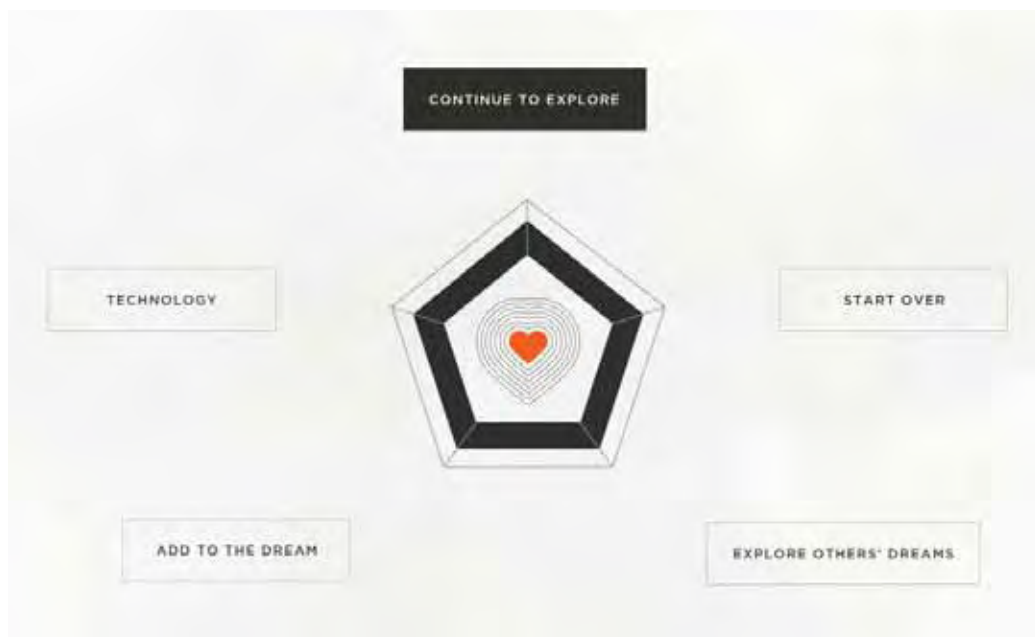 CONTINUE TO EXPLORE
TECHNOLOGY
START OVER
ADD TO THE DREAM
EXPLORE OTHERS' DREAMS